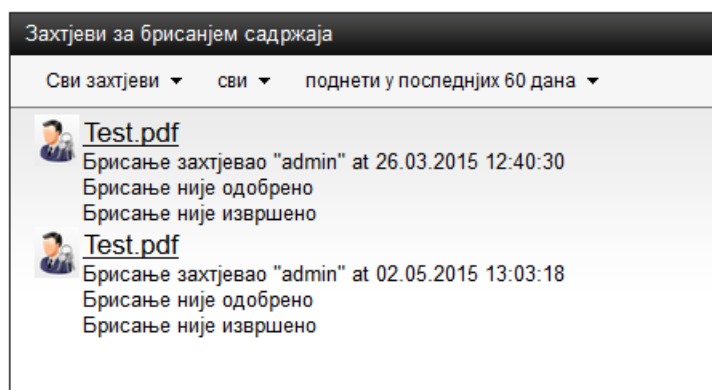 Захтјеви за брисањем садржаја
Сви захтјеви сви поднети у последнјих 60 дана
Test.pdf
Брисање захтјевао "admin" at 26.03.2015 12:40:30
Брисање није одобрено
Брисање није извршено
Test.pdf
Брисање захтјевао "admin" at 02.05.2015 13:03:18
Брисање није одобрено
Брисање није извршено